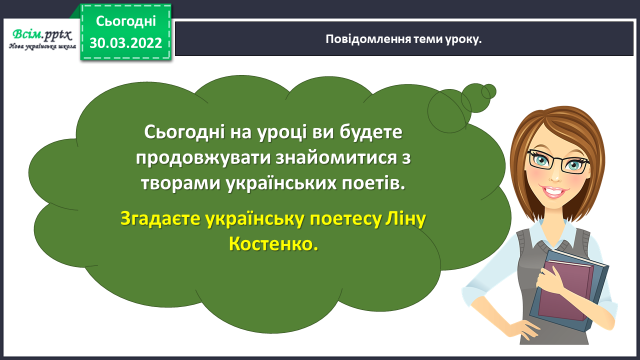 Всім.pptx
Нова українська школа
Сьогодні
30.03.2022
Повідомлення теми уроку.
Сьогодні на уроці ви будете
продовжувати знайомитися з
творами українських поетів.
Згадаєте українську поетесу Ліну
Костенко.